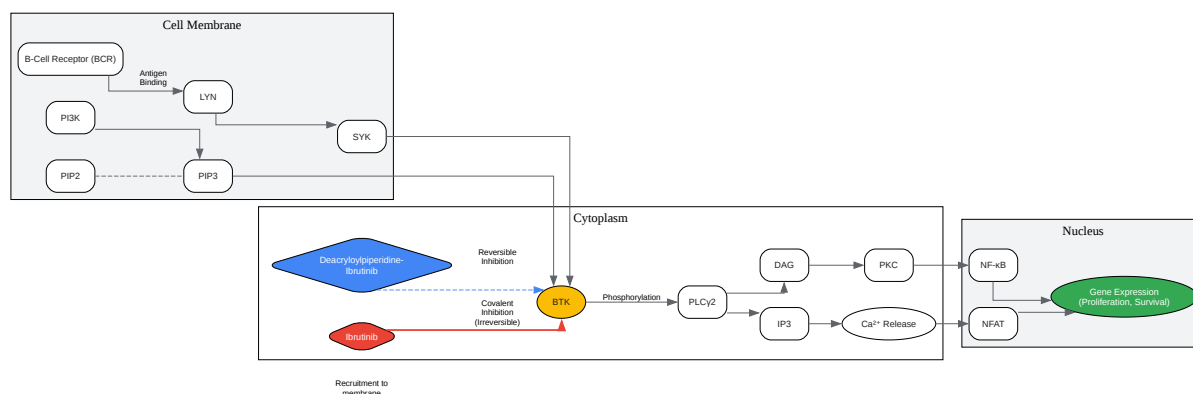 Cell Membrane
B-Cell Receptor (BCR)
Antigen
Binding
LYN
PI3K
SYK
PIP2
PIP3
Cytoplasm
Deacryloylpiperidine-
Ibrutinib
Reversible
Inhibition
Covalent
Inhibition
(Irreversible)
Ibrutinib
BTK
Phosphorylation
PLCγ2
DAG
PKC
IP3
Ca²⁺ Release
Nucleus
NF-κB
NFAT
Gene Expression
(Proliferation, Survival)
Recruitment to
membrane